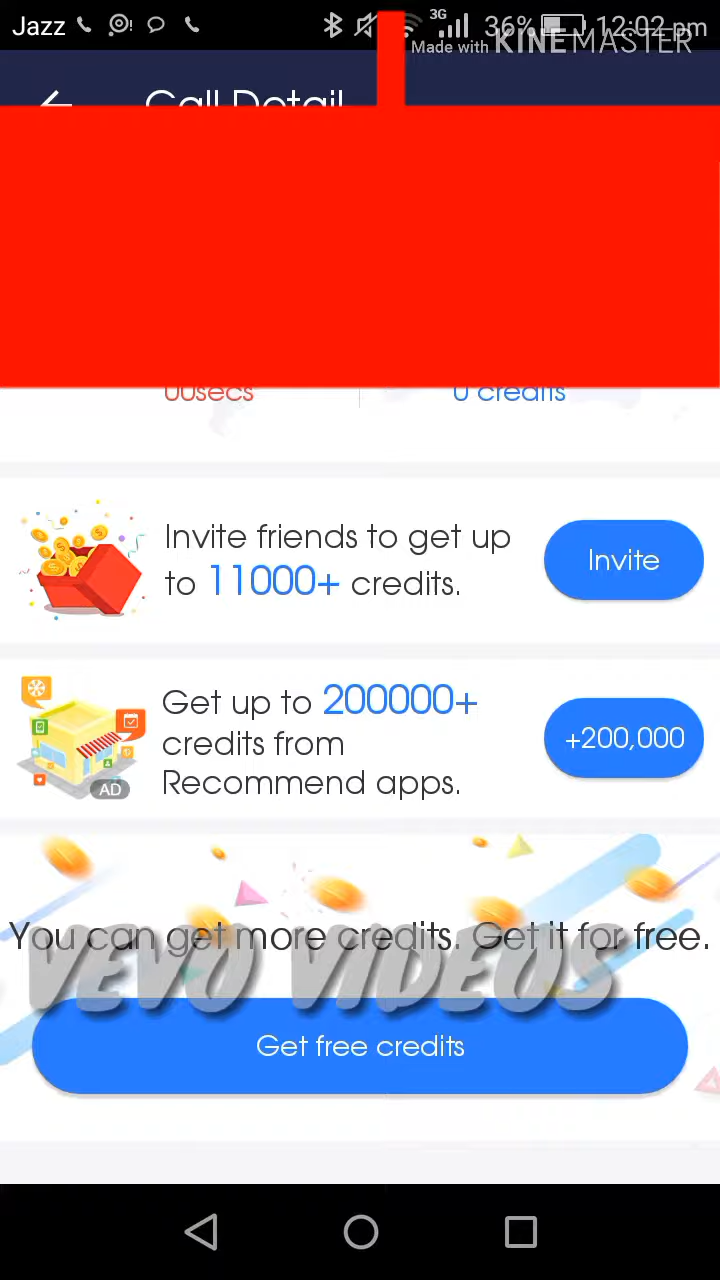 Jazz 3G 36% 12:02 pm
Made with KINEMASTER
Call Detail
00secs 0 credits
Invite friends to get up
to 11000+ credits.
Invite
Get up to 200000+
credits from
Recommend apps.
+200,000
AD
You can get more credits. Get it for free.
VEVO VIDEOS
Get free credits